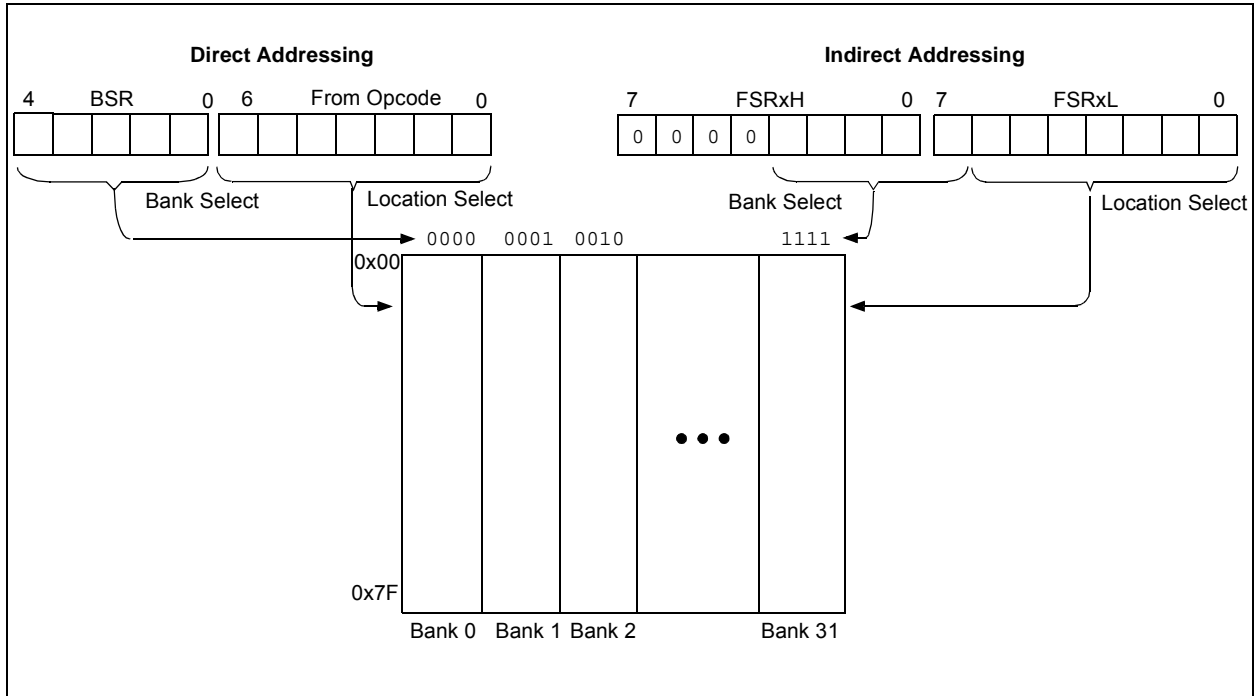 Direct Addressing
Indirect Addressing
4 BSR 0 6 From Opcode 0
7 FSRxH 0 7 FSRxL 0
0 0 0 0
Bank Select
Location Select
Bank Select
Location Select
0000 0001 0010 1111
0x00
0x7F
Bank 0 Bank 1 Bank 2 Bank 31